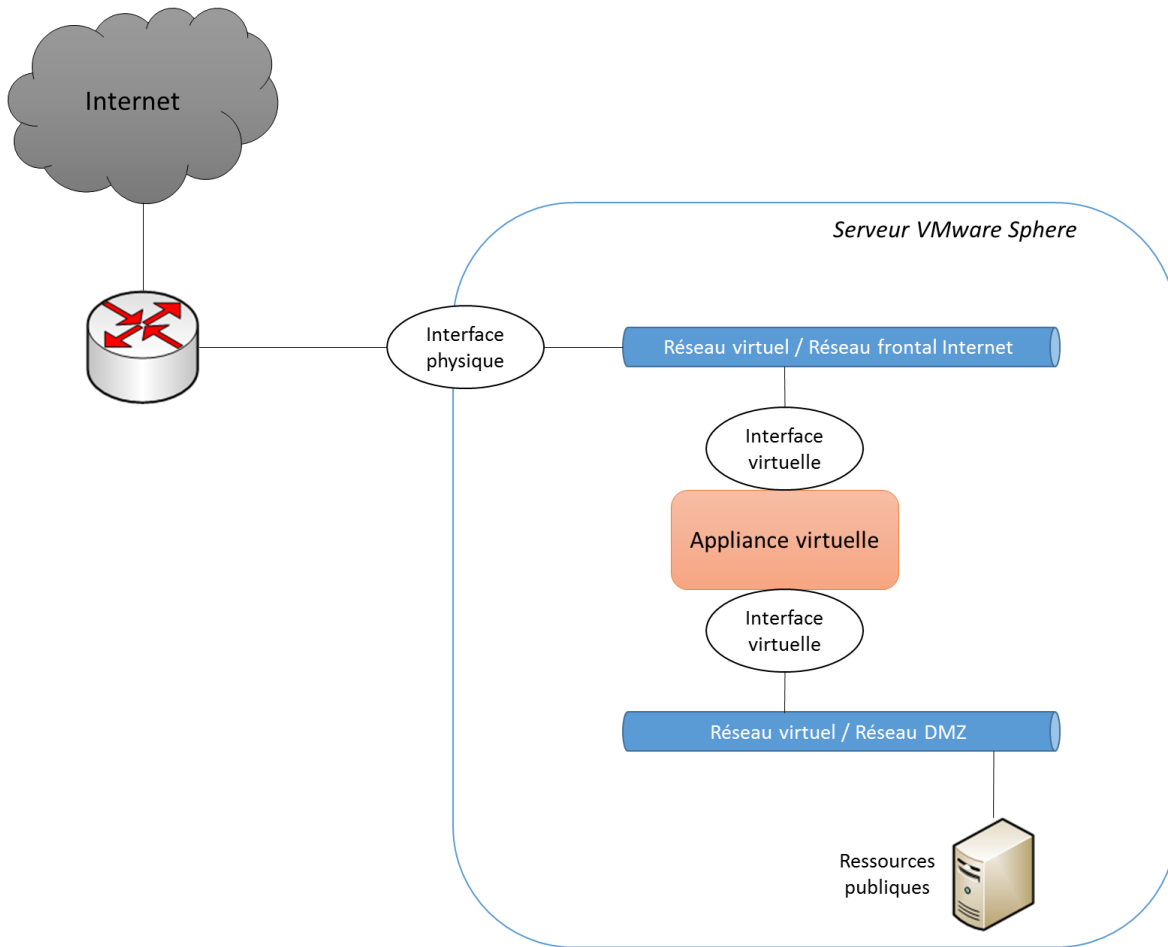 Internet
Serveur VMware Sphere
Interface
physique
Réseau virtuel / Réseau frontal Internet
Interface
virtuelle
Appliance virtuelle
Interface
virtuelle
Réseau virtuel / Réseau DMZ
Ressources
publiques